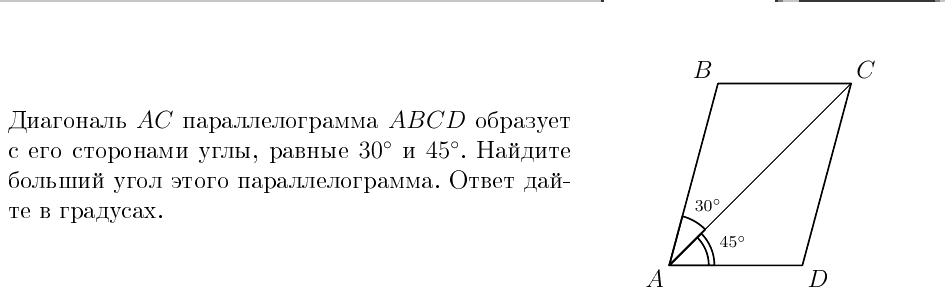 Диагональ AC параллелограмма ABCD образует
с его сторонами углы, равные 30° и 45°. Найдите
больший угол этого параллелограмма. Ответ дай-
те в градусах.
B
C
30°
45°
A
D